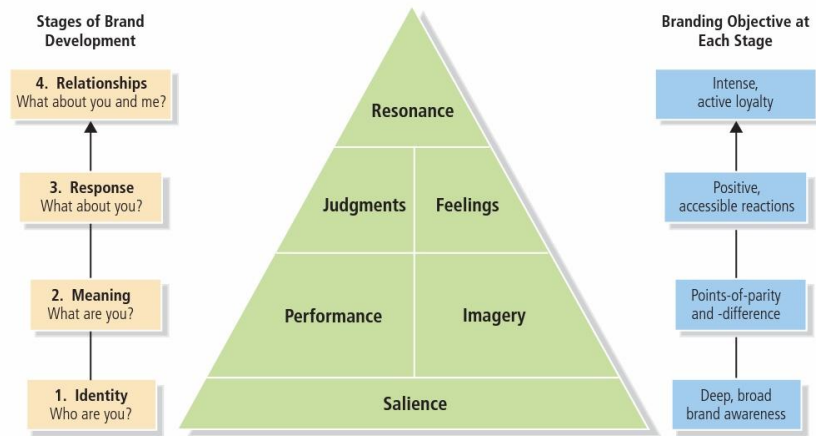 Stages of Brand
Development
Branding Objective at
Each Stage
4. Relationships
What about you and me?
Resonance
Intense,
active loyalty
3. Response
What about you?
Judgments
Feelings
Positive,
accessible reactions
2. Meaning
What are you?
Performance
Imagery
Points-of-parity
and -difference
1. Identity
Who are you?
Salience
Deep, broad
brand awareness